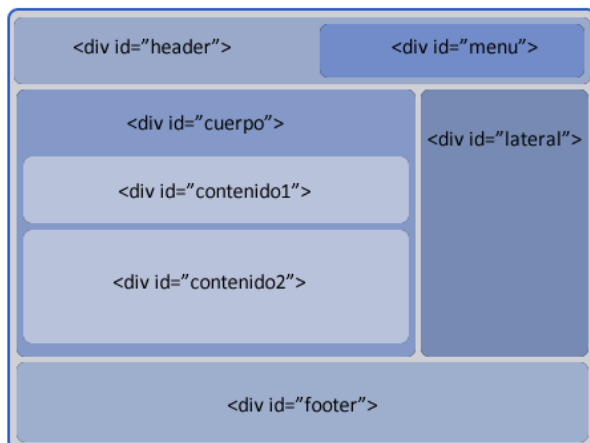 <div id=”header”>
<div id=”menu”>
<div id=”cuerpo”>
<div id=”lateral”>
<div id=”contenido1”>
<div id=”contenido2”>
<div id=”footer”>